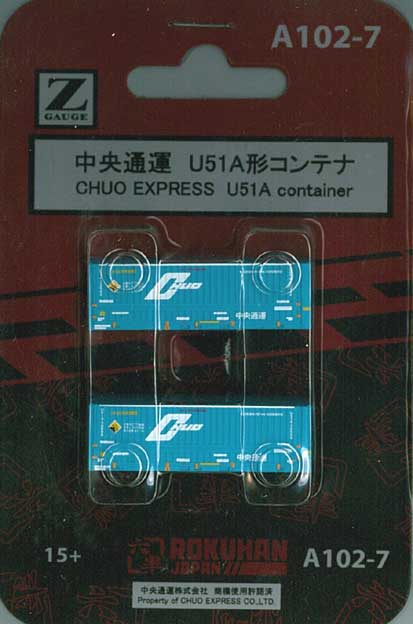 A102-7
Z
GAUGE
中央通運 U51A形コンテナ
CHUO EXPRESS U51A container
CHUO
中央通運
CHUO
中央通運
15+
ROKUHAN
JAPAN
A102-7
中央通運株式会社 商標使用許諾済
Property of CHUO EXPRESS CO.,LTD.